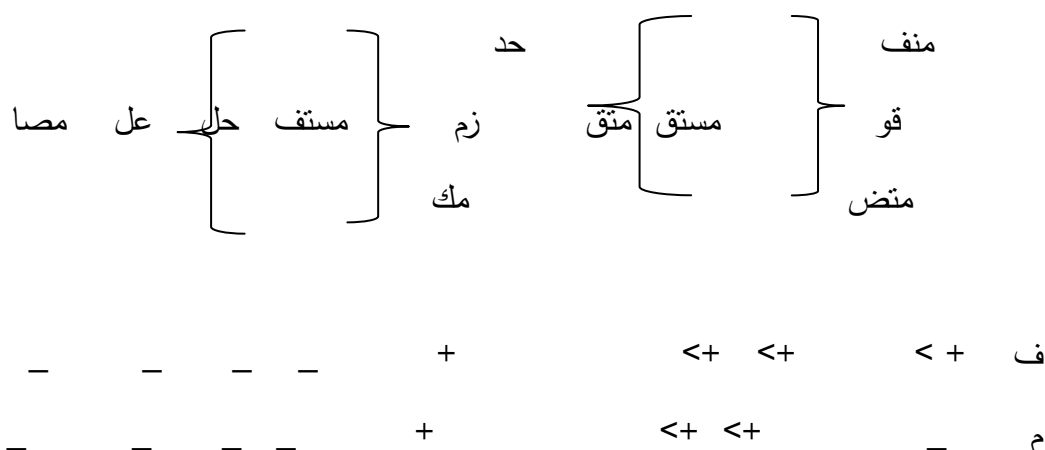 منف حد
قو مستق متق زم مستف حل عل مصا
متض مك
ف + > +> +> + _ _ _ _
م _ +> +> + _ _ _ _